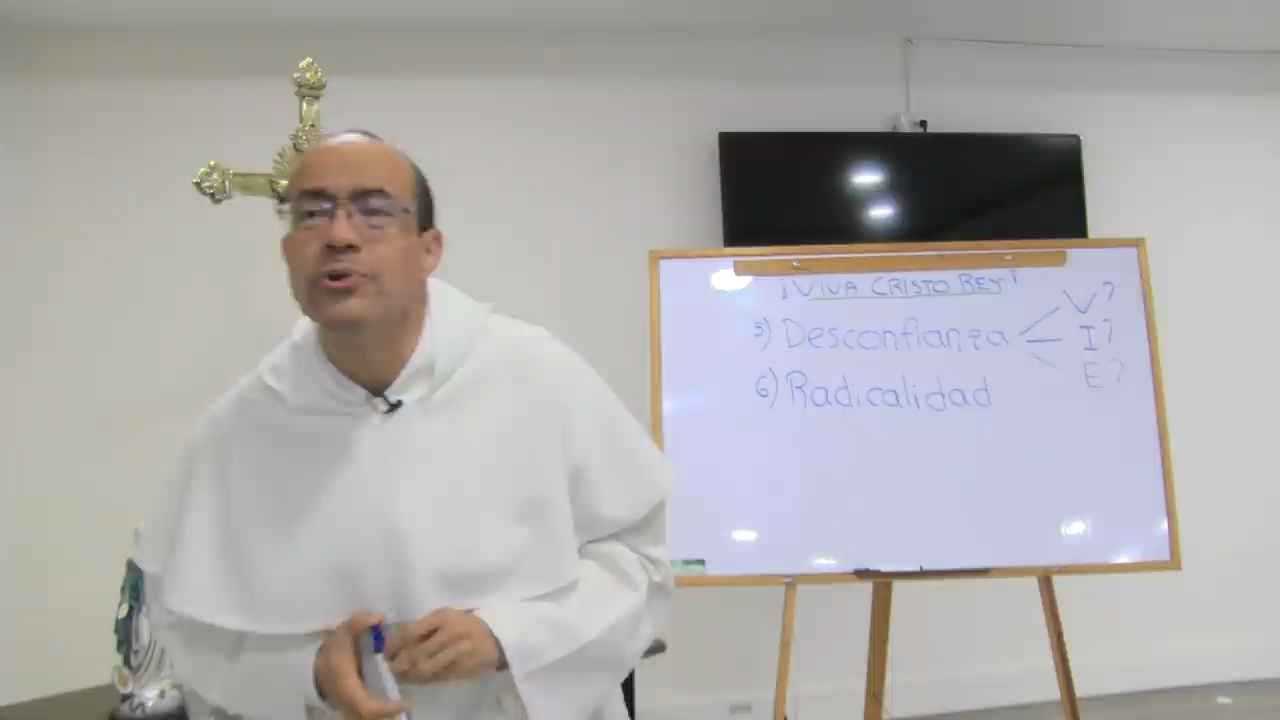 ¡VIVA CRISTO REY!
5) Desconfianza V?
I?
E?
6) Radicalidad